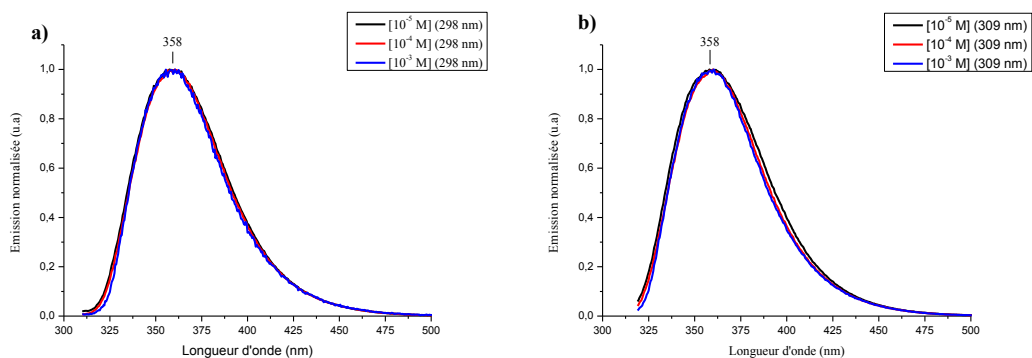 a)
358
[10⁻⁵ M] (298 nm)
[10⁻⁴ M] (298 nm)
[10⁻³ M] (298 nm)
Emission normalisée (u.a)
1,0
0,8
0,6
0,4
0,2
0,0
300 325 350 375 400 425 450 475 500
Longueur d'onde (nm)
b)
358
[10⁻⁵ M] (309 nm)
[10⁻⁴ M] (309 nm)
[10⁻³ M] (309 nm)
Emission normalisée (u.a)
1,0
0,8
0,6
0,4
0,2
0,0
300 325 350 375 400 425 450 475 500
Longueur d'onde (nm)